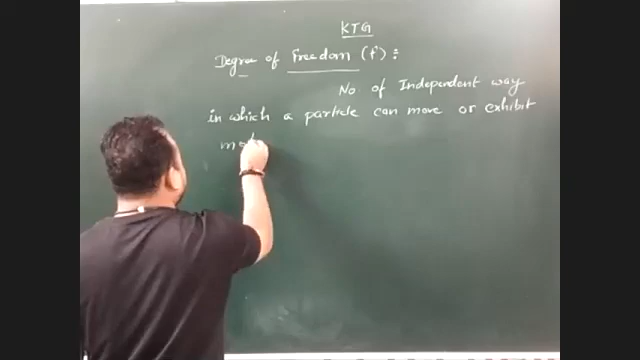 KTG
Degree of Freedom (f) :
No of Independent way
in which a particle can move or exhibit
mot